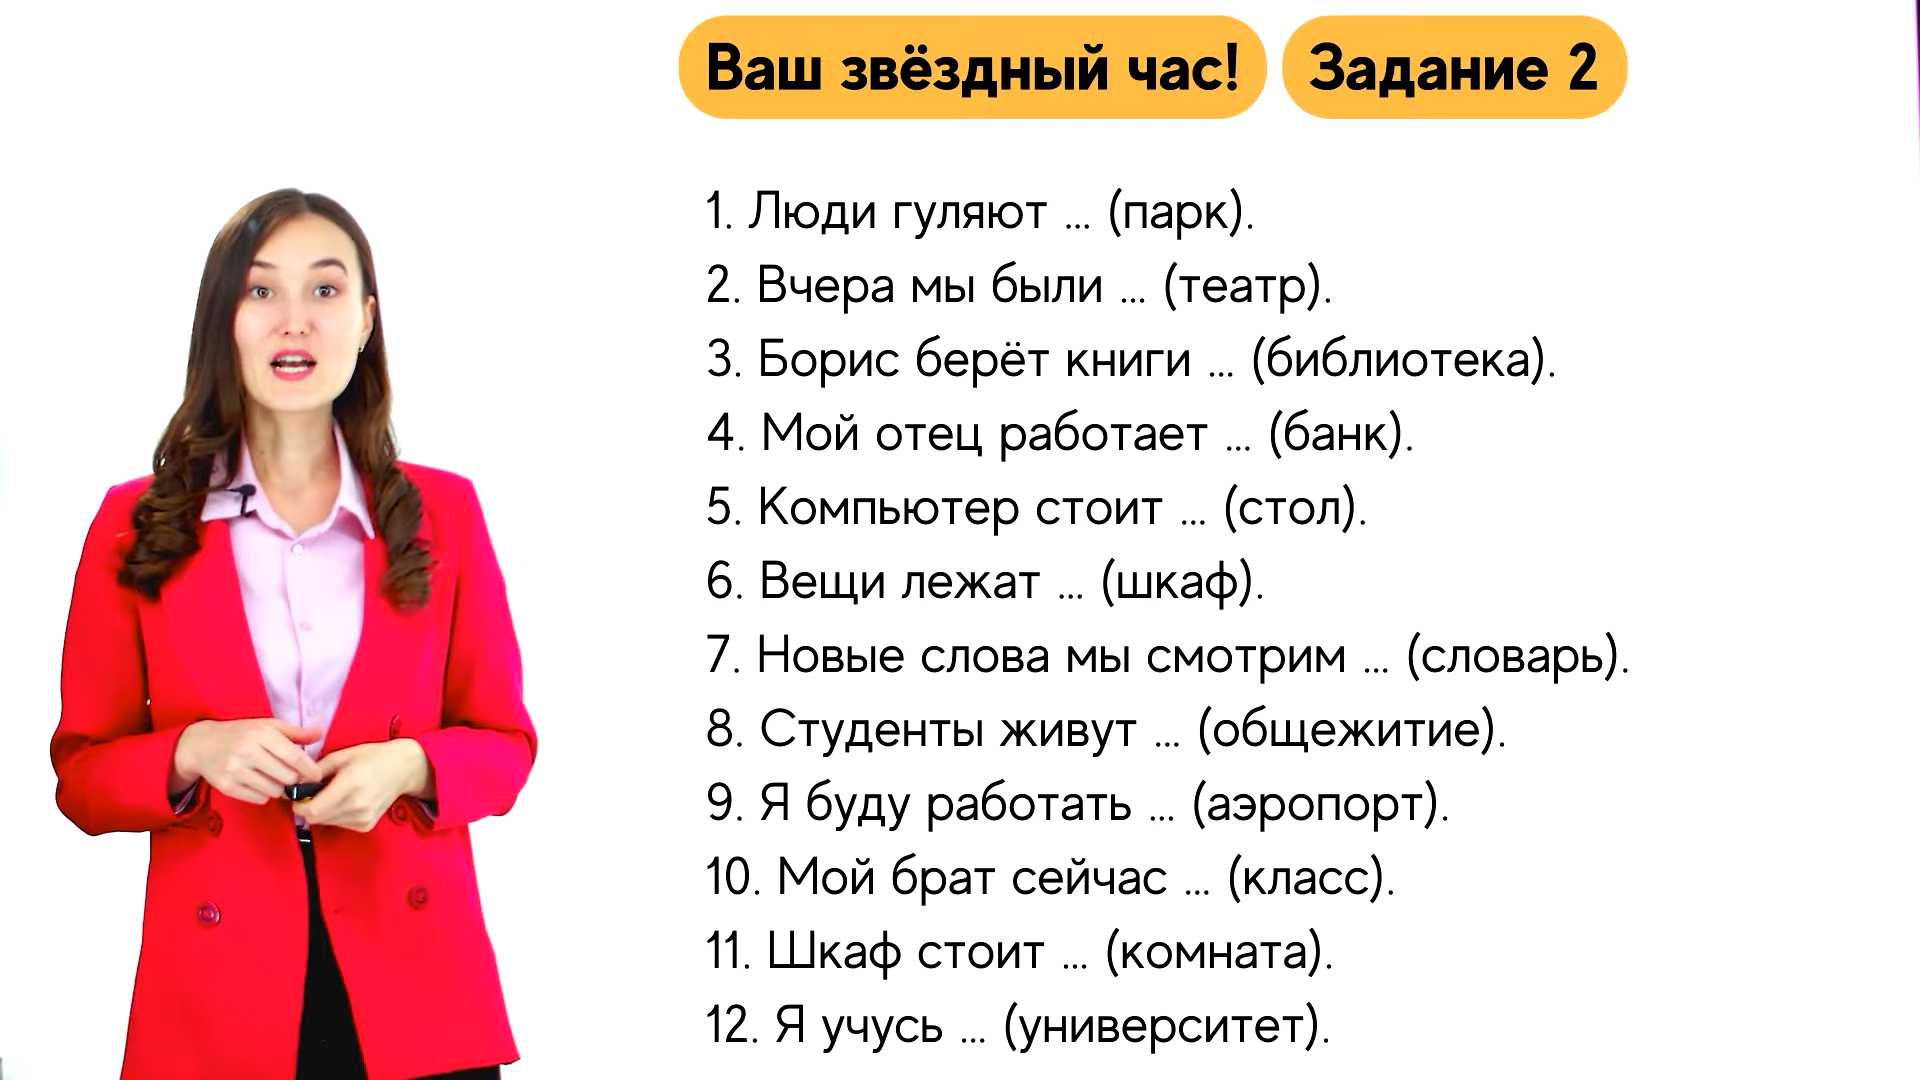 Ваш звёздный час! Задание 2
1. Люди гуляют ... (парк).
2. Вчера мы были ... (театр).
3. Борис берёт книги ... (библиотека).
4. Мой отец работает ... (банк).
5. Компьютер стоит ... (стол).
6. Вещи лежат ... (шкаф).
7. Новые слова мы смотрим ... (словарь).
8. Студенты живут ... (общежитие).
9. Я буду работать ... (аэропорт).
10. Мой брат сейчас ... (класс).
11. Шкаф стоит ... (комната).
12. Я учусь ... (университет).